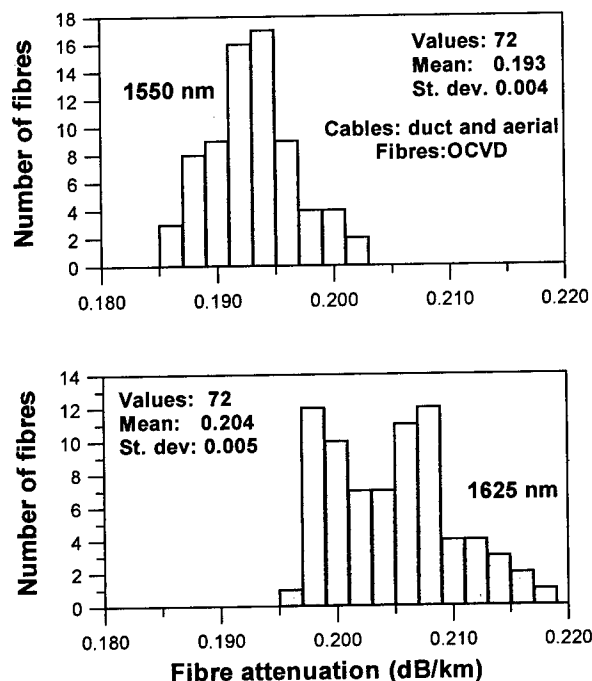 18
16
14
12
10
8
6
4
2
0
Number of fibres
1550 nm
Values: 72
Mean: 0.193
St. dev. 0.004
Cables: duct and aerial
Fibres:OCVD
0.180 0.190 0.200 0.210 0.220
14
12
10
8
6
4
2
0
Number of fibres
Values: 72
Mean: 0.204
St. dev: 0.005
1625 nm
0.180 0.190 0.200 0.210 0.220
Fibre attenuation (dB/km)